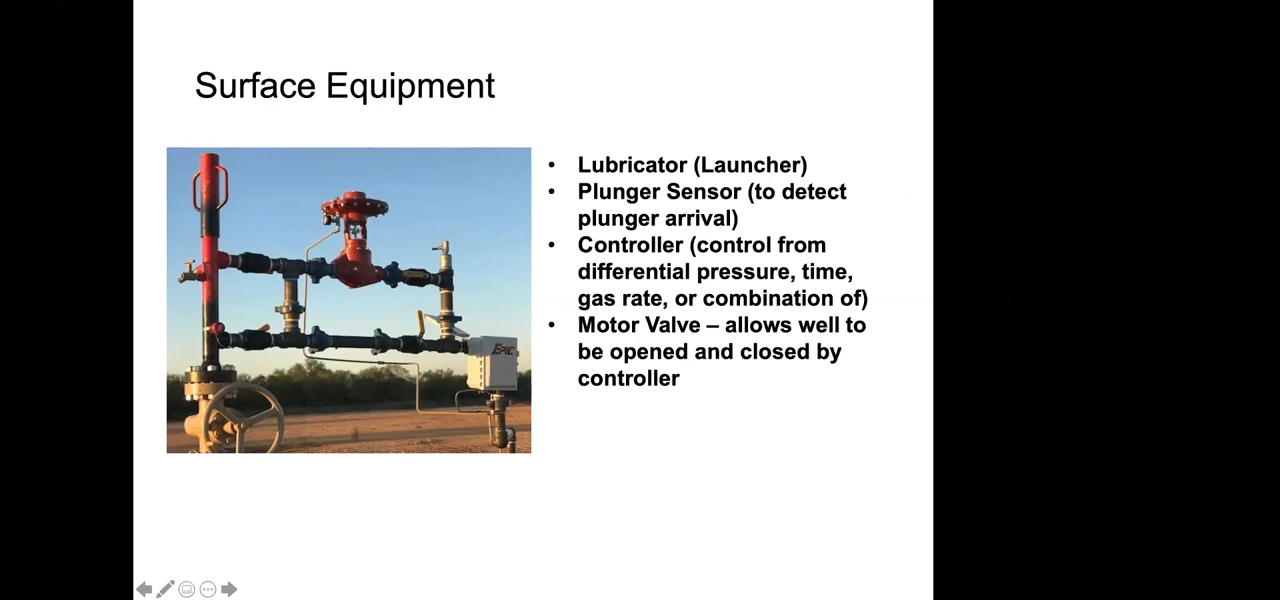 Surface Equipment
• Lubricator (Launcher)
• Plunger Sensor (to detect
plunger arrival)
• Controller (control from
differential pressure, time,
gas rate, or combination of)
• Motor Valve – allows well to
be opened and closed by
controller
EPIC